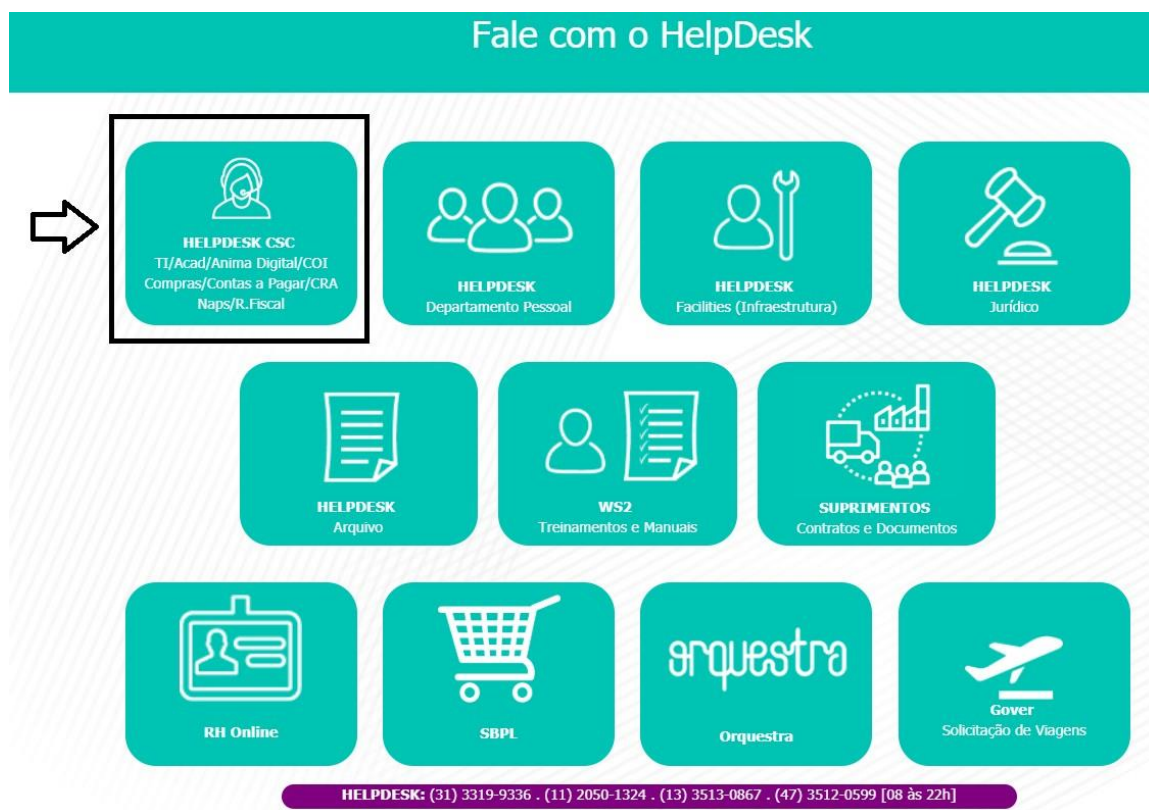 Fale com o HelpDesk
HELPDESK CSC
TI/Acad/Anima Digital/COI
Compras/Contas a Pagar/CRA
Naps/R.Fiscal
HELPDESK
Departamento Pessoal
HELPDESK
Facilities (Infraestrutura)
HELPDESK
Jurídico
HELPDESK
Arquivo
WS2
Treinamentos e Manuais
SUPRIMENTOS
Contratos e Documentos
RH Online
SBPL
orquestra
Orquestra
Gover
Solicitação de Viagens
HELPDESK: (31) 3319-9336 . (11) 2050-1324 . (13) 3513-0867 . (47) 3512-0599 [08 às 22h]